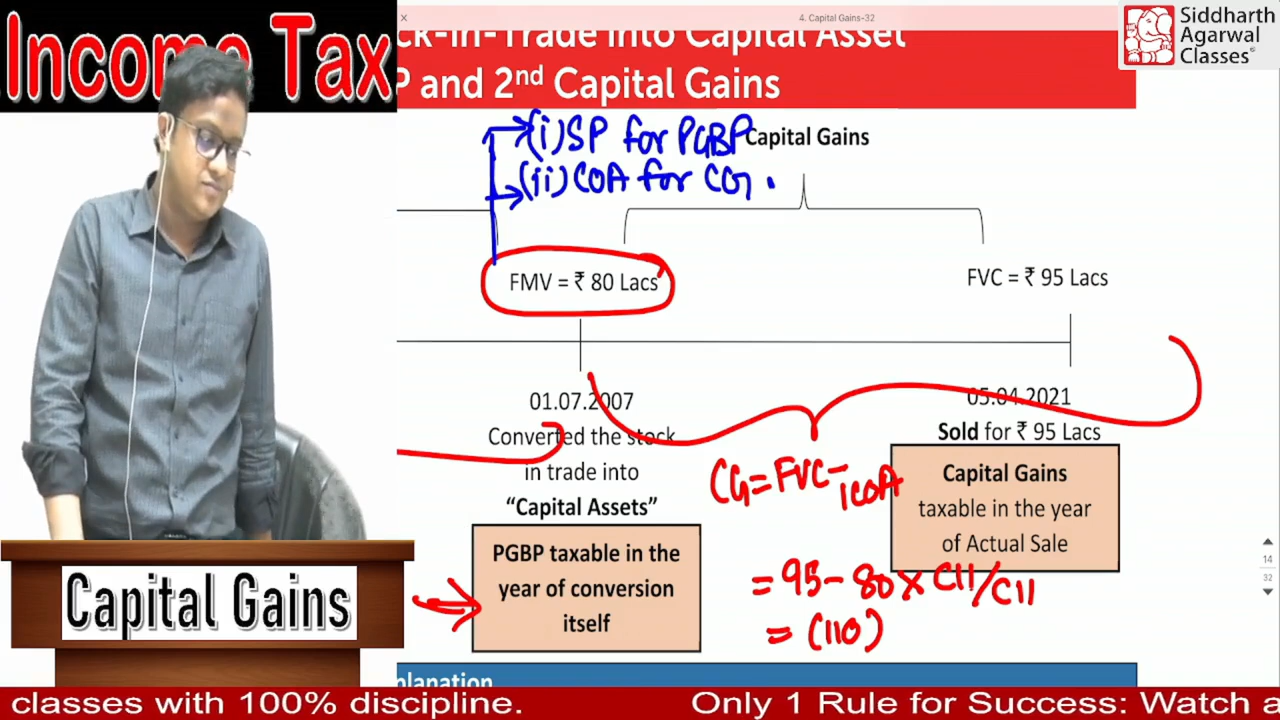 4. Capital Gains-32
Siddharth
Agarwal
Classes
Income Tax
ck-in-Trade into Capital Asset
P and 2nd Capital Gains
(i) SP for PGBP
(ii) COA for CG
Capital Gains
FMV = ₹ 80 Lacs
FVC = ₹ 95 Lacs
01.07.2007
Converted the stock
in trade into
“Capital Assets”
05.04.2021
Sold for ₹ 95 Lacs
CG = FVC - ICOA
= 95 - 80 × CII/CII
= (110)
Capital Gains
taxable in the year
of Actual Sale
PGBP taxable in the
year of conversion
itself
Capital Gains
14
32
planation
classes with 100% discipline.
Only 1 Rule for Success: Watch a